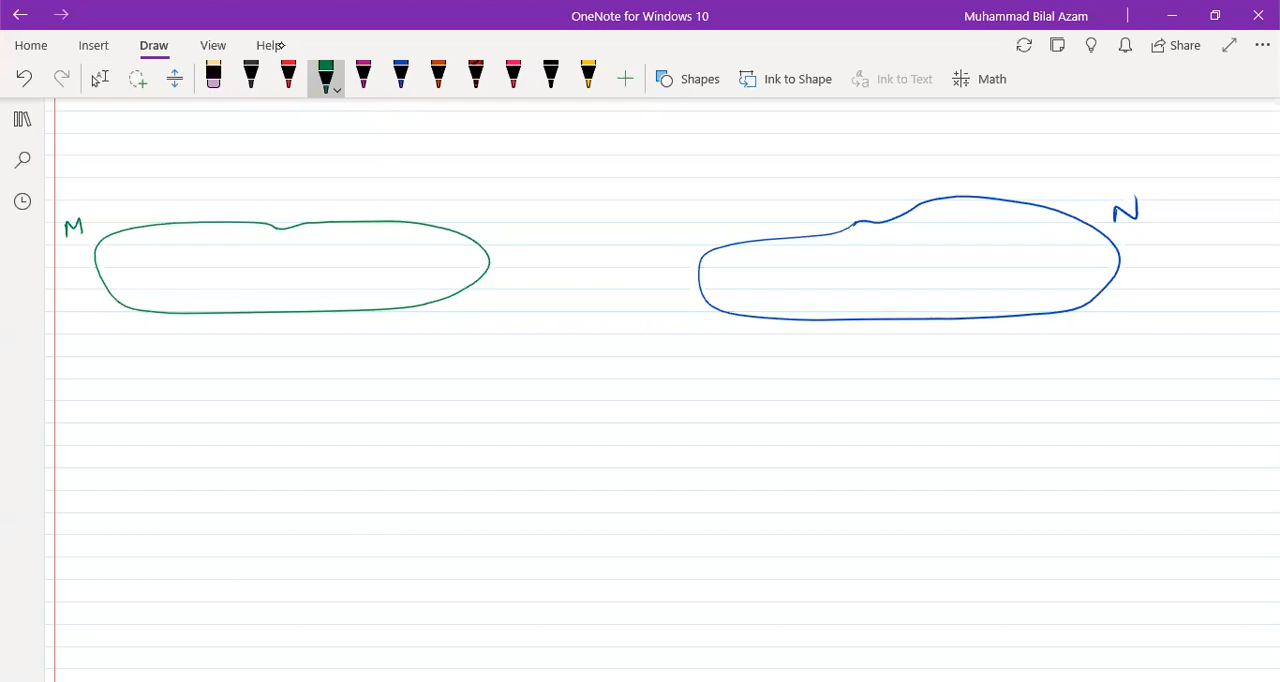 OneNote for Windows 10
Muhammad Bilal Azam
Home Insert Draw View Help
Share
Shapes Ink to Shape Ink to Text Math
M
N